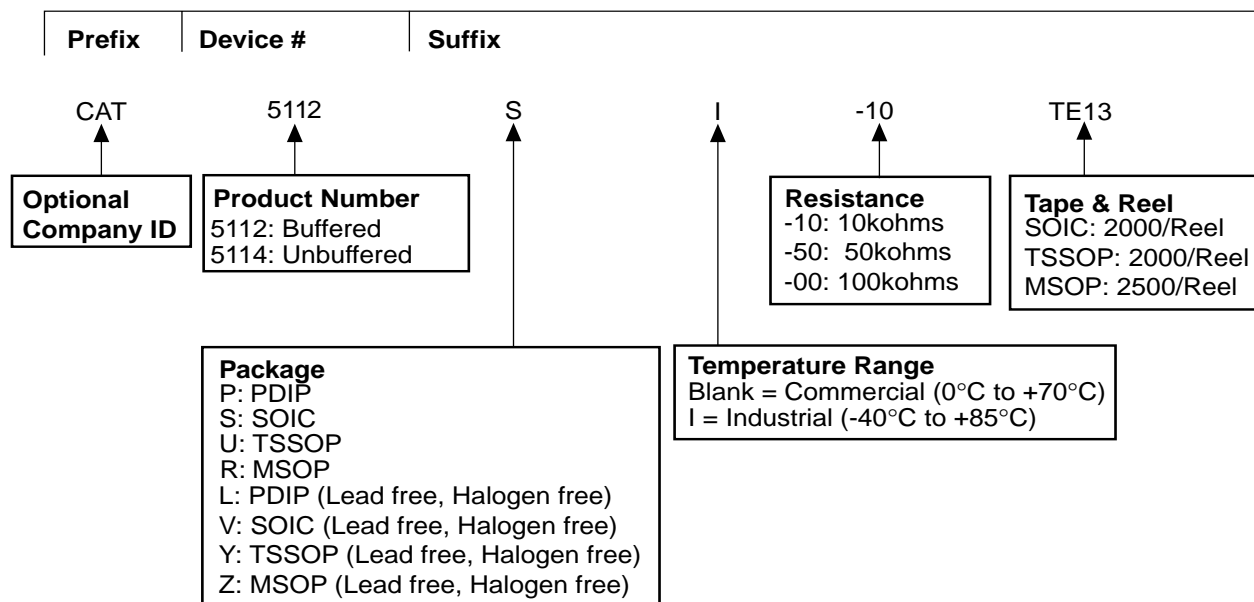 Prefix Device # Suffix
CAT 5112 S I -10 TE13
Optional
Company ID
Product Number
5112: Buffered
5114: Unbuffered
Resistance
-10: 10kohms
-50: 50kohms
-00: 100kohms
Tape & Reel
SOIC: 2000/Reel
TSSOP: 2000/Reel
MSOP: 2500/Reel
Package
P: PDIP
S: SOIC
U: TSSOP
R: MSOP
L: PDIP (Lead free, Halogen free)
V: SOIC (Lead free, Halogen free)
Y: TSSOP (Lead free, Halogen free)
Z: MSOP (Lead free, Halogen free)
Temperature Range
Blank = Commercial (0°C to +70°C)
I = Industrial (-40°C to +85°C)